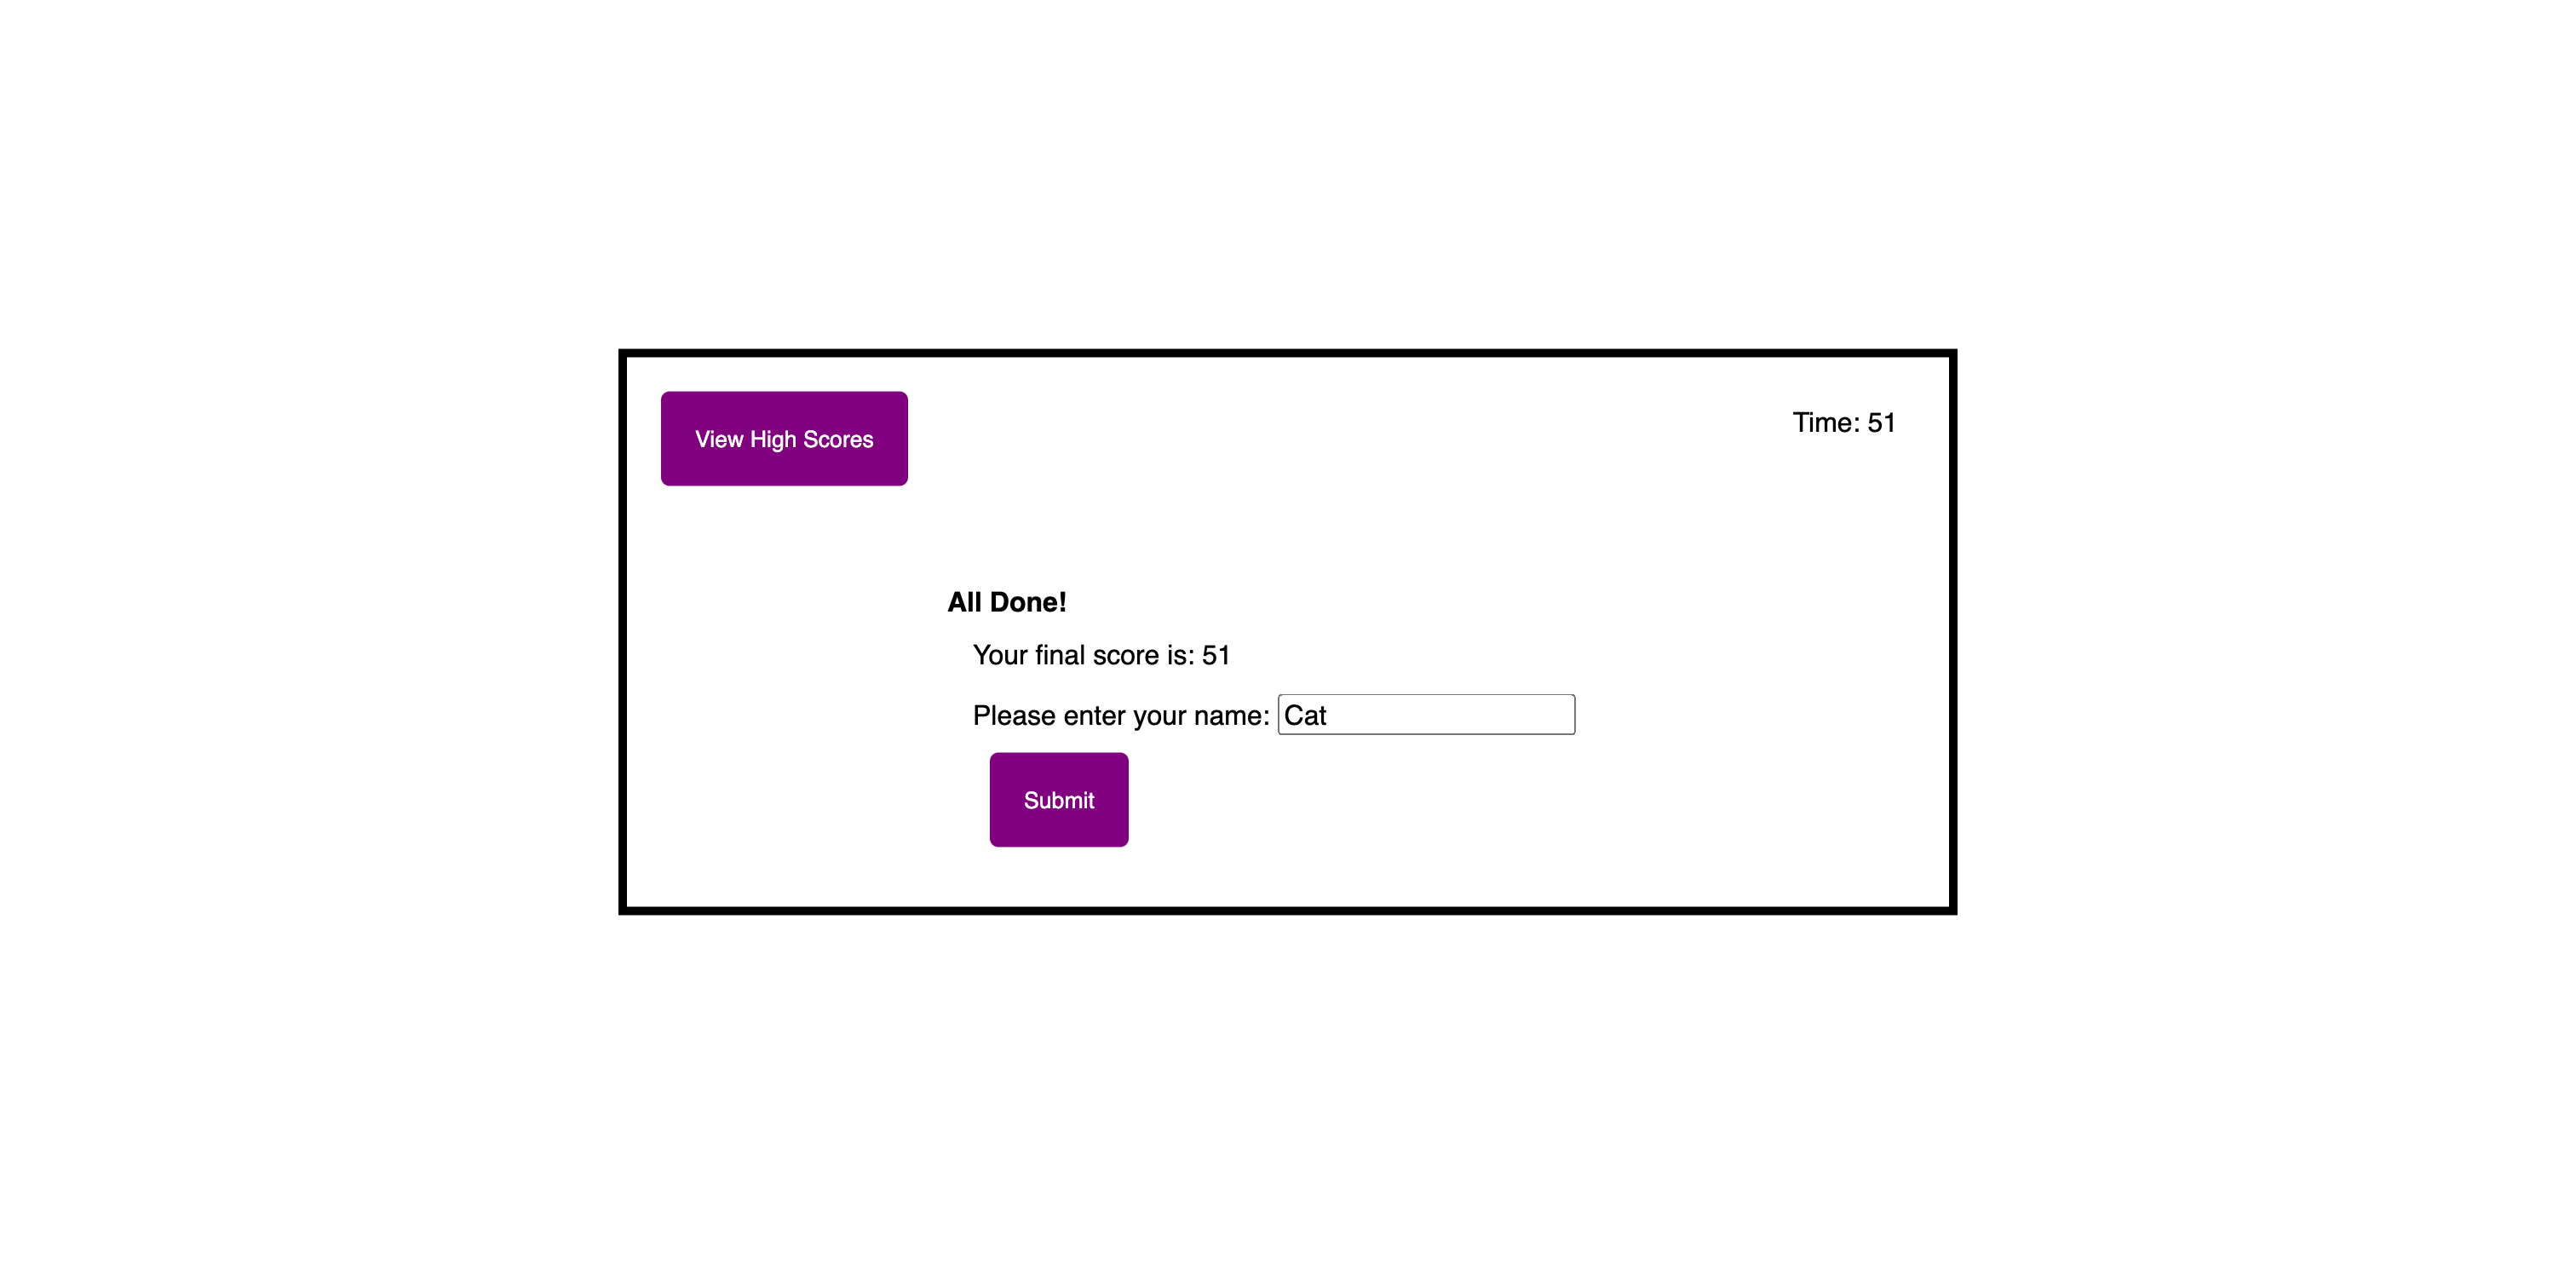 View High Scores
Time: 51
All Done!
Your final score is: 51
Please enter your name: Cat
Submit